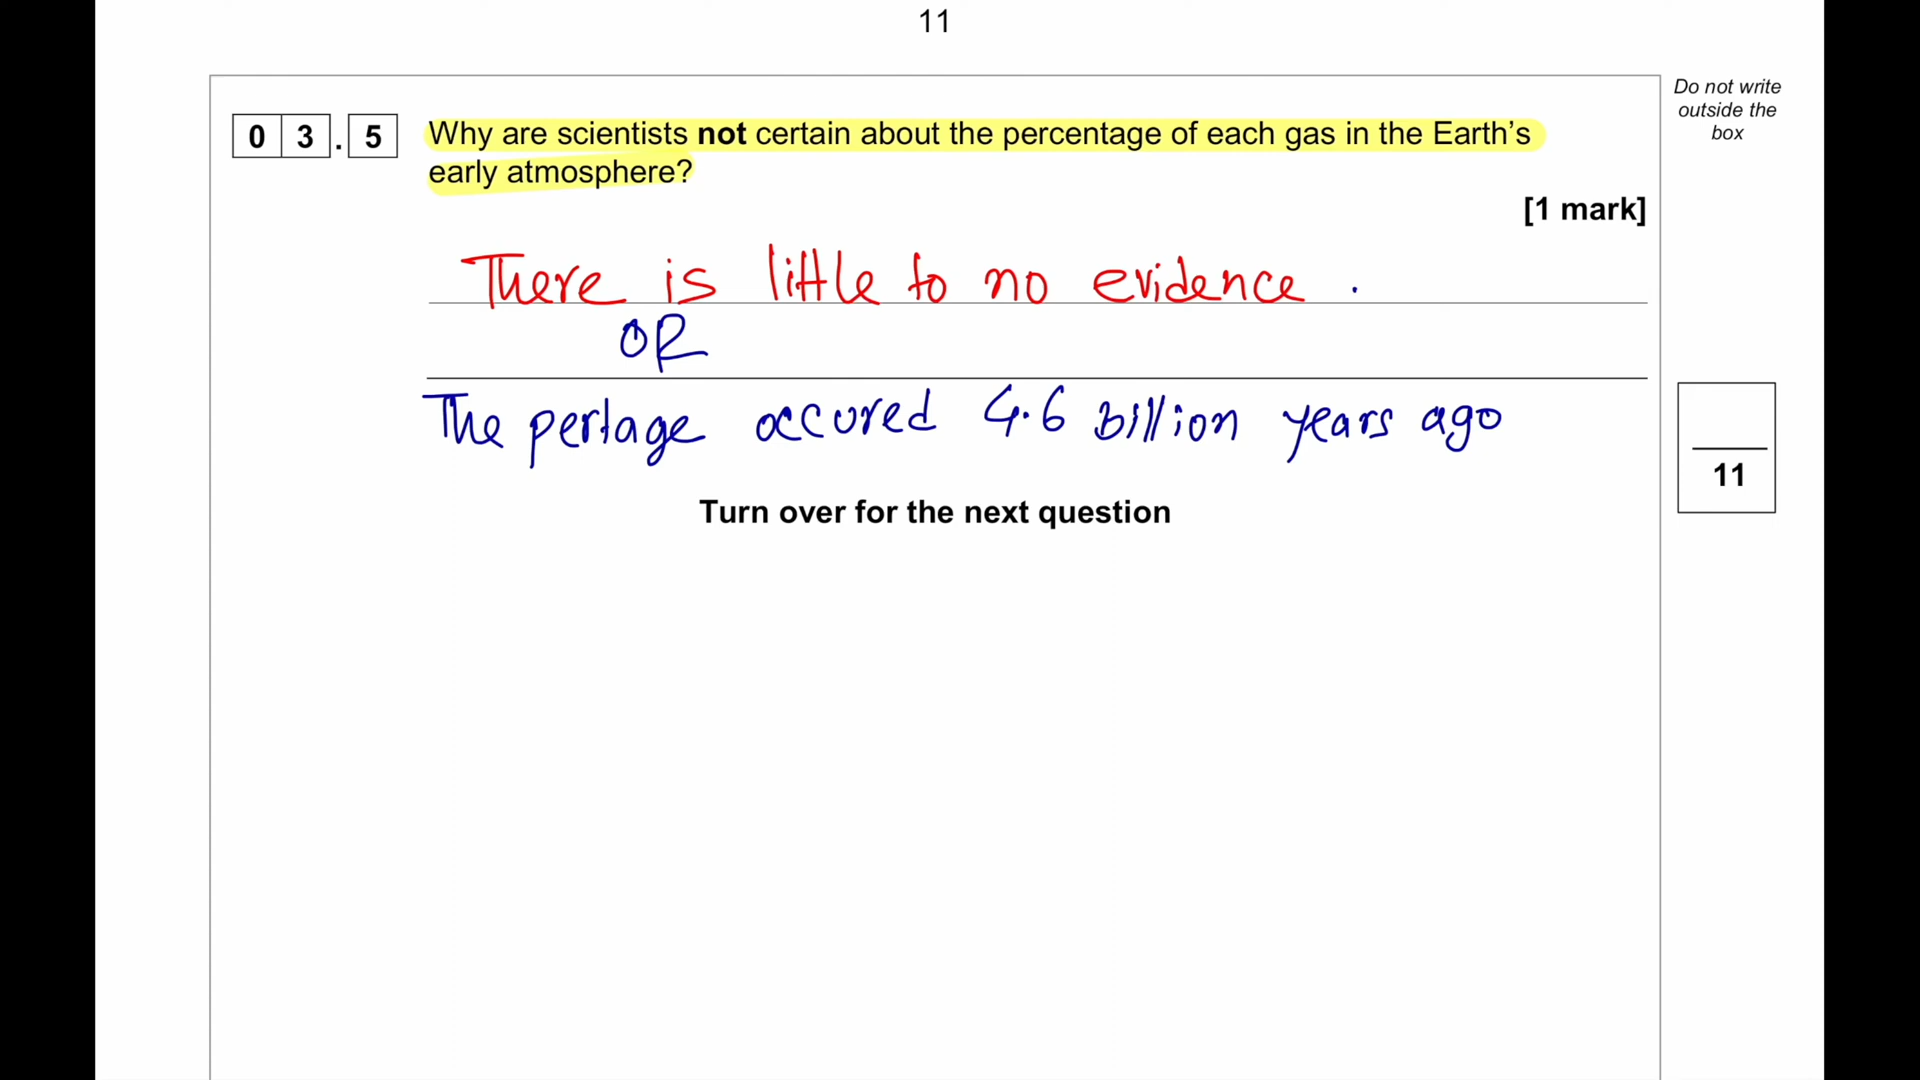 11
Do not write
outside the
box
0 3 . 5 Why are scientists not certain about the percentage of each gas in the Earth’s
early atmosphere?
[1 mark]
There is little to no evidence .
OR
The pertage occured 4.6 billion years ago
11
Turn over for the next question